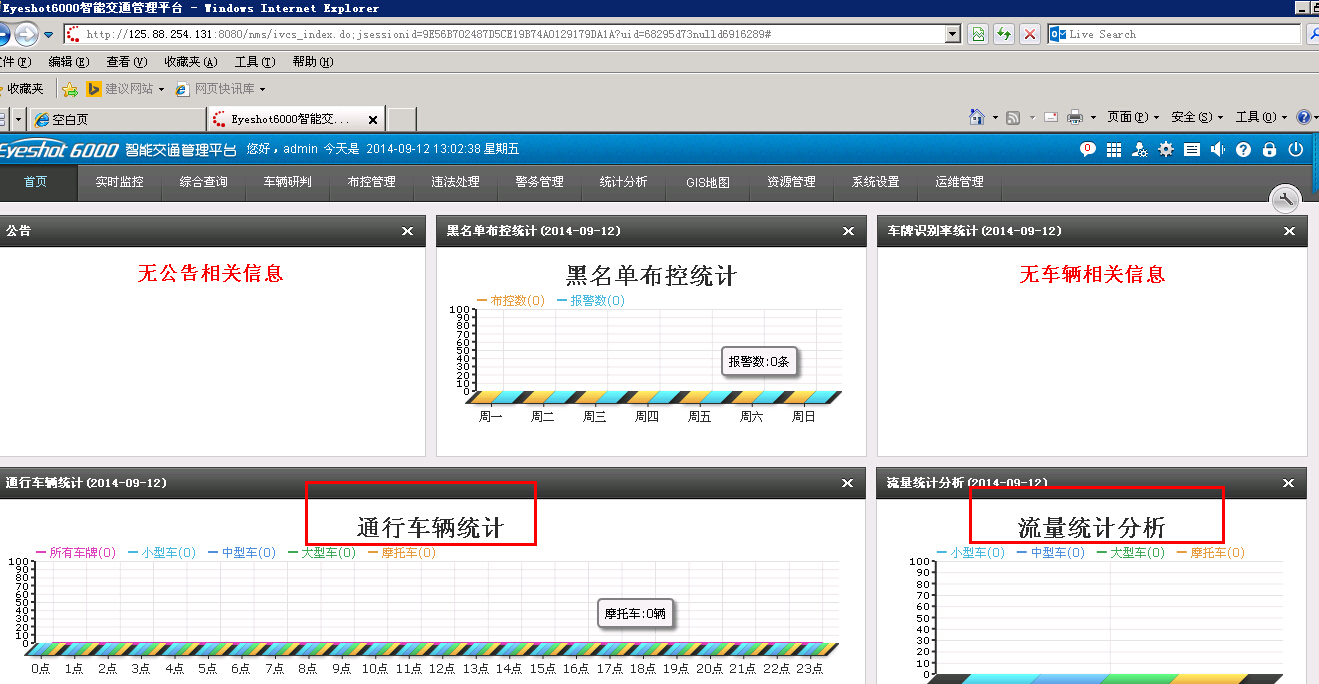 Eyeshot6000智能交通管理平台 - Windows Internet Explorer
http://125.88.254.131:8080/nms/ivcs_index.do;jsessionid=9E56B702487D5CE19B74A0129179DA1A?uid=68295d73nulld6916289#
Live Search
件(F) 编辑(E) 查看(V) 收藏夹(A) 工具(T) 帮助(H)
收藏夹 建议网站 网页快讯库
空白页 Eyeshot6000智能交... 页面(P) 安全(S) 工具(O)
Eyeshot 6000 智能交通管理平台 您好，admin 今天是 2014-09-12 13:02:38 星期五
0
首页 实时监控 综合查询 车辆研判 布控管理 违法处理 警务管理 统计分析 GIS地图 资源管理 系统设置 运维管理
公告
无公告相关信息
黑名单布控统计(2014-09-12)
黑名单布控统计
布控数(0) 报警数(0)
100
90
80
70
60
50
40
30
20
10
0
报警数:0条
周一 周二 周三 周四 周五 周六 周日
车牌识别率统计(2014-09-12)
无车辆相关信息
通行车辆统计(2014-09-12)
通行车辆统计
所有车牌(0) 小型车(0) 中型车(0) 大型车(0) 摩托车(0)
100
90
80
70
60
50
40
30
20
10
0
摩托车:0辆
0点 1点 2点 3点 4点 5点 6点 7点 8点 9点 10点 11点 12点 13点 14点 15点 16点 17点 18点 19点 20点 21点 22点 23点
流量统计分析(2014-09-12)
流量统计分析
小型车(0) 中型车(0) 大型车(0) 摩托车(0)
100
90
80
70
60
50
40
30
20
10
0